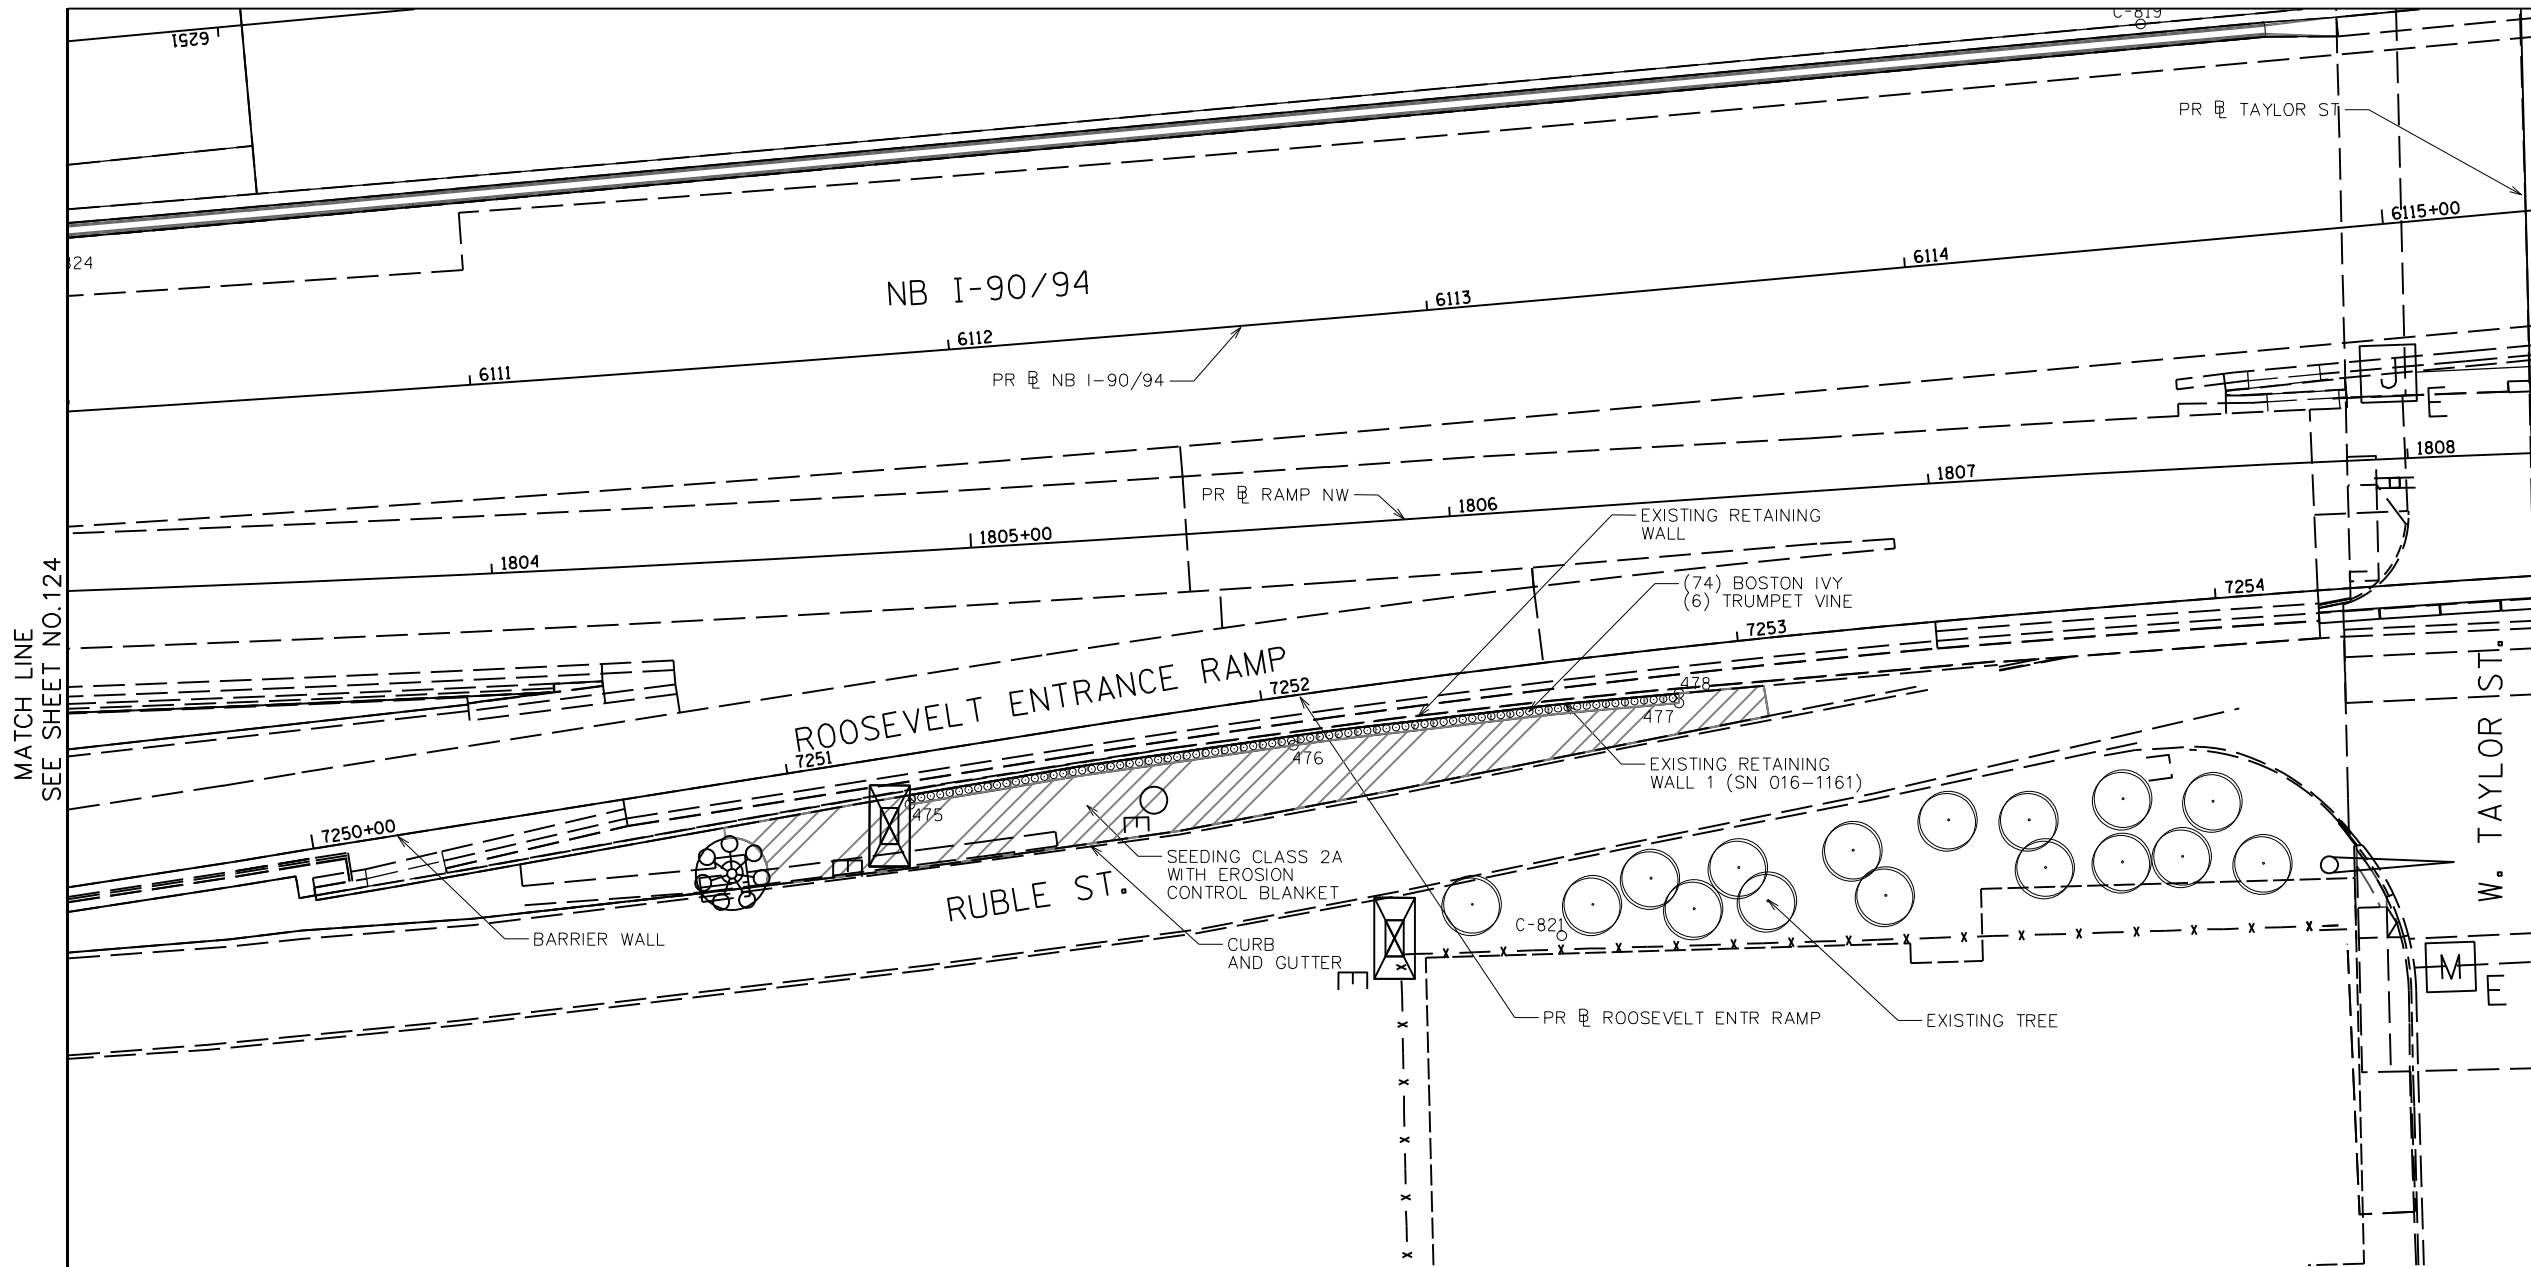 C-819
6251
PR ⅊ TAYLOR ST
6115+00
324
6114
NB I-90/94
6113
6112
6111
PR ⅊ NB I-90/94
J
E
1808
1807
PR ⅊ RAMP NW
1806
E
EXISTING RETAINING
WALL
1805+00
1804
(74) BOSTON IVY
(6) TRUMPET VINE
E
7254
MATCH LINE
SEE SHEET NO.124
7253
ROOSEVELT ENTRANCE RAMP
7252
478
477
W. TAYLOR ST.
7251
476
EXISTING RETAINING
WALL 1 (SN 016-1161)
475
7250+00
E
E
SEEDING CLASS 2A
WITH EROSION
CONTROL BLANKET
RUBLE ST.
C-821
BARRIER WALL
CURB
AND GUTTER
E
M
E
PR ⅊ ROOSEVELT ENTR RAMP
EXISTING TREE